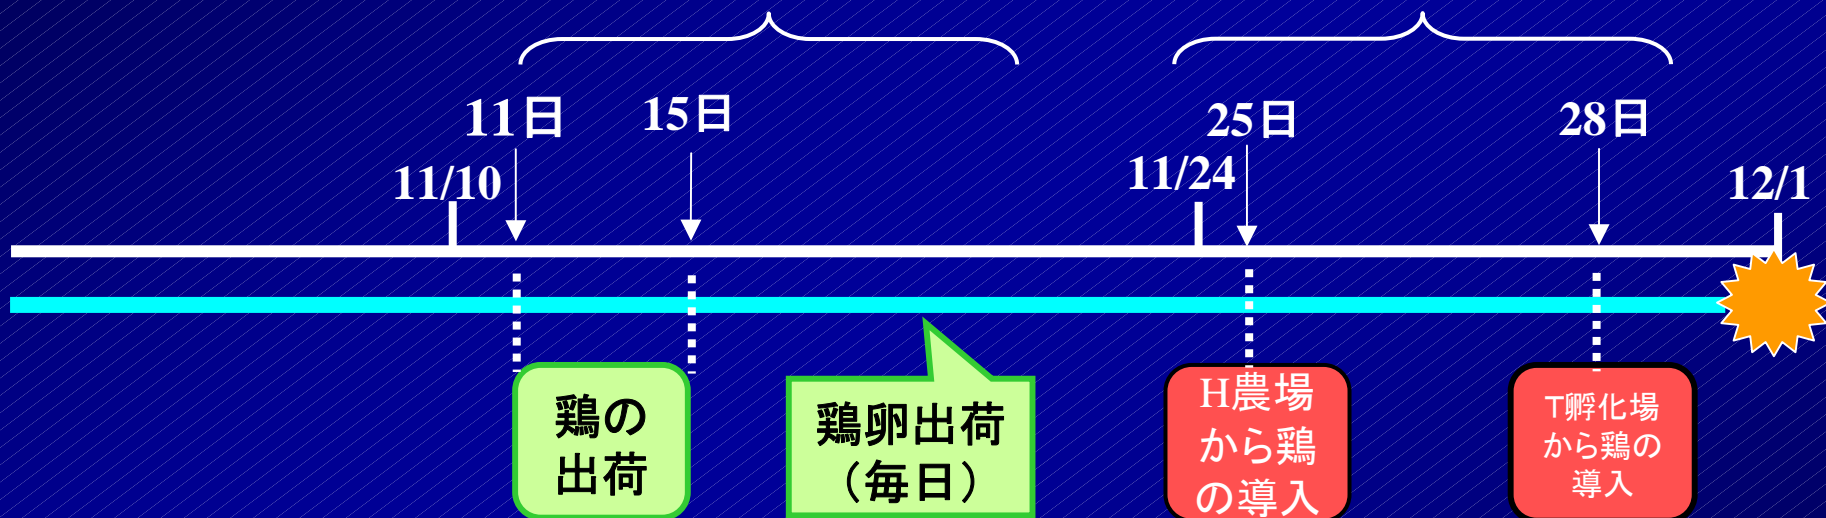 11日
15日
25日
28日
11/10
11/24
12/1
鶏の
出荷
鶏卵出荷
（毎日）
H農場
から鶏
の導入
T孵化場
から鶏の
導入